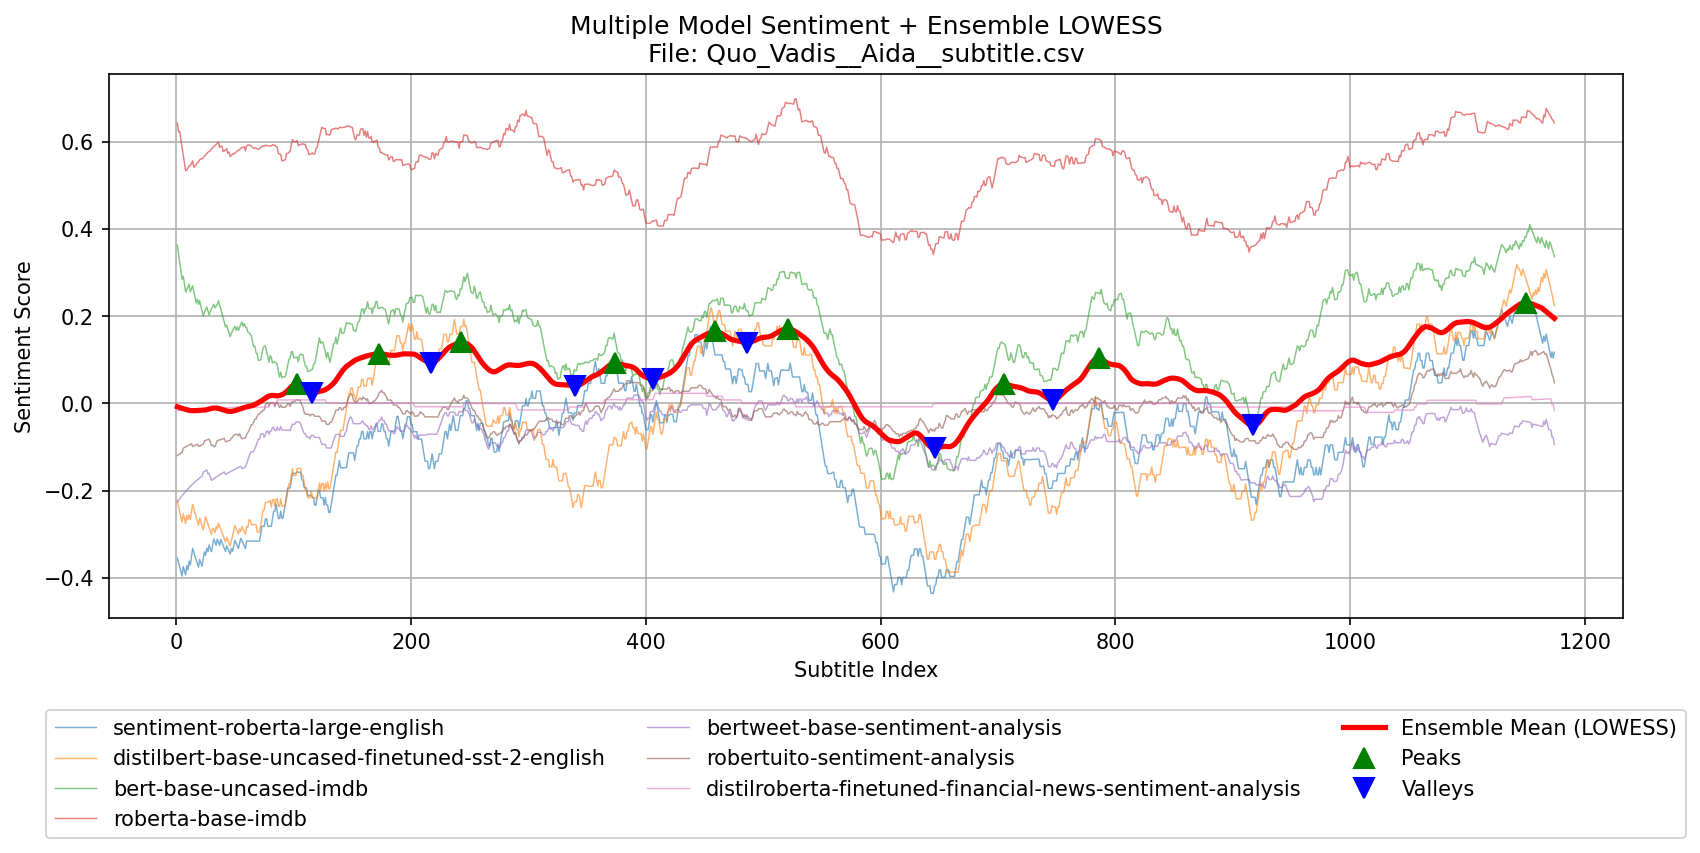 Multiple Model Sentiment + Ensemble LOWESS
File: Quo_Vadis__Aida__subtitle.csv
Sentiment Score
0.6
0.4
0.2
0.0
−0.2
−0.4
0 200 400 600 800 1000 1200
Subtitle Index
sentiment-roberta-large-english
distilbert-base-uncased-finetuned-sst-2-english
bert-base-uncased-imdb
roberta-base-imdb
bertweet-base-sentiment-analysis
robertuito-sentiment-analysis
distilroberta-finetuned-financial-news-sentiment-analysis
Ensemble Mean (LOWESS)
Peaks
Valleys